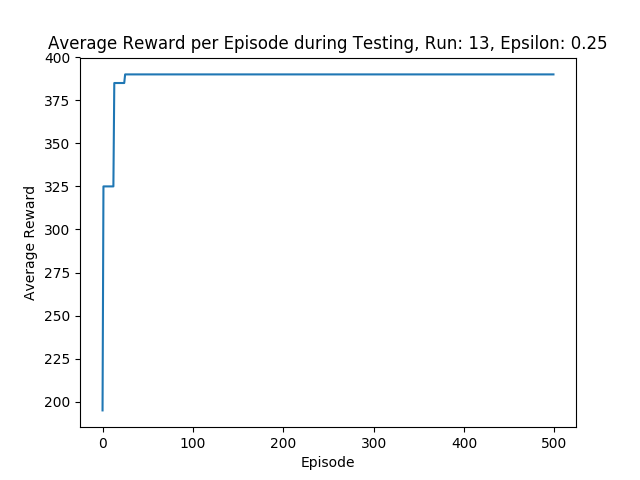 Average Reward per Episode during Testing, Run: 13, Epsilon: 0.25
400
375
350
325
300
275
250
225
200
Average Reward
0 100 200 300 400 500
Episode